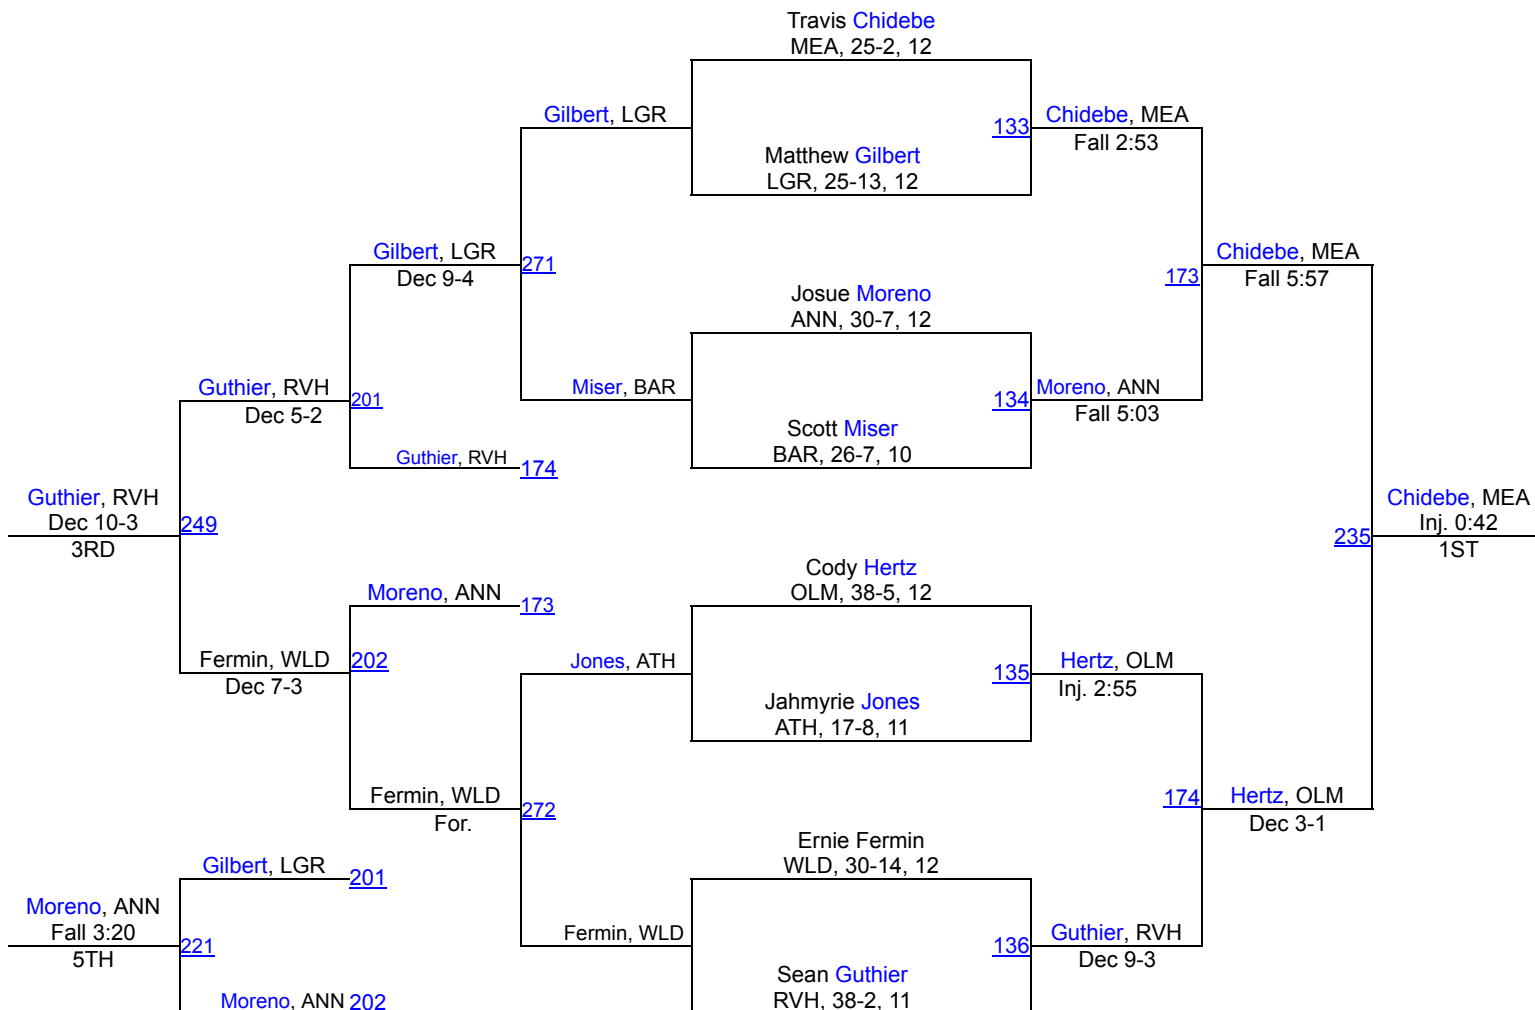 Travis Chidebe
MEA, 25-2, 12
Gilbert, LGR
133
Chidebe, MEA
Fall 2:53
Matthew Gilbert
LGR, 25-13, 12
Gilbert, LGR
Dec 9-4
271
Chidebe, MEA
Fall 5:57
173
Josue Moreno
ANN, 30-7, 12
Guthier, RVH
Dec 5-2
201
Miser, BAR
134
Moreno, ANN
Fall 5:03
Scott Miser
BAR, 26-7, 10
Guthier, RVH
174
Guthier, RVH
Dec 10-3
3RD
249
Chidebe, MEA
Inj. 0:42
1ST
235
Cody Hertz
OLM, 38-5, 12
Moreno, ANN
173
Fermin, WLD
Dec 7-3
202
Jones, ATH
135
Hertz, OLM
Inj. 2:55
Jahmyrie Jones
ATH, 17-8, 11
Fermin, WLD
For.
272
174
Hertz, OLM
Dec 3-1
Ernie Fermin
WLD, 30-14, 12
Gilbert, LGR
201
Moreno, ANN
Fall 3:20
5TH
221
Fermin, WLD
136
Guthier, RVH
Dec 9-3
Sean Guthier
RVH, 38-2, 11
Moreno, ANN
202